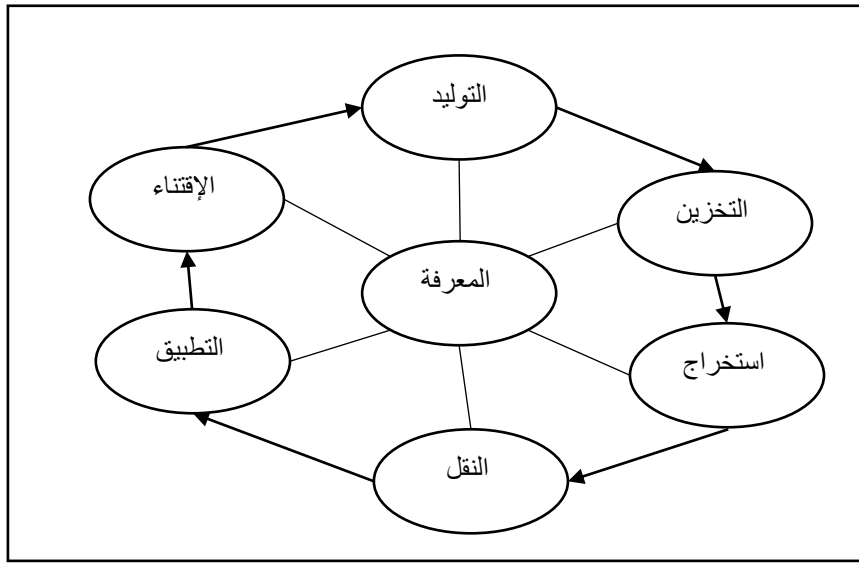 التوليد
الإقتناء
التخزين
المعرفة
التطبيق
استخراج
النقل